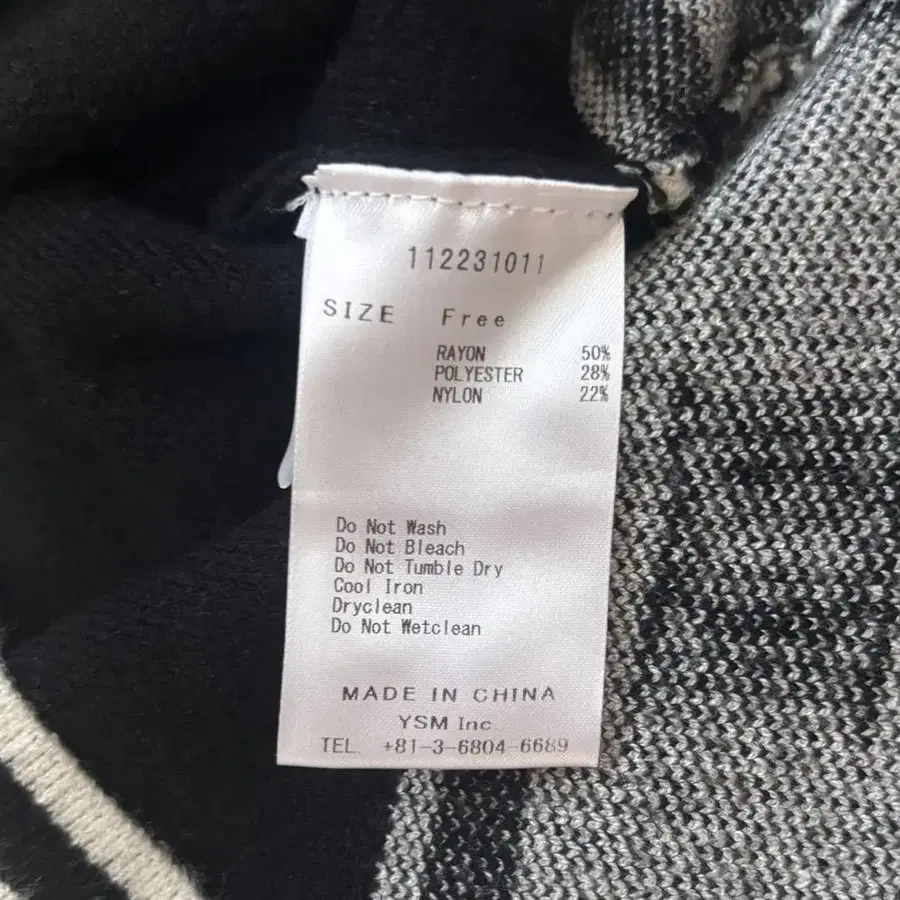 112231011
SIZE Free
RAYON 50%
POLYESTER 28%
NYLON 22%
Do Not Wash
Do Not Bleach
Do Not Tumble Dry
Cool Iron
Dryclean
Do Not Wetclean
MADE IN CHINA
YSM Inc
TEL. +81-3-6804-6689